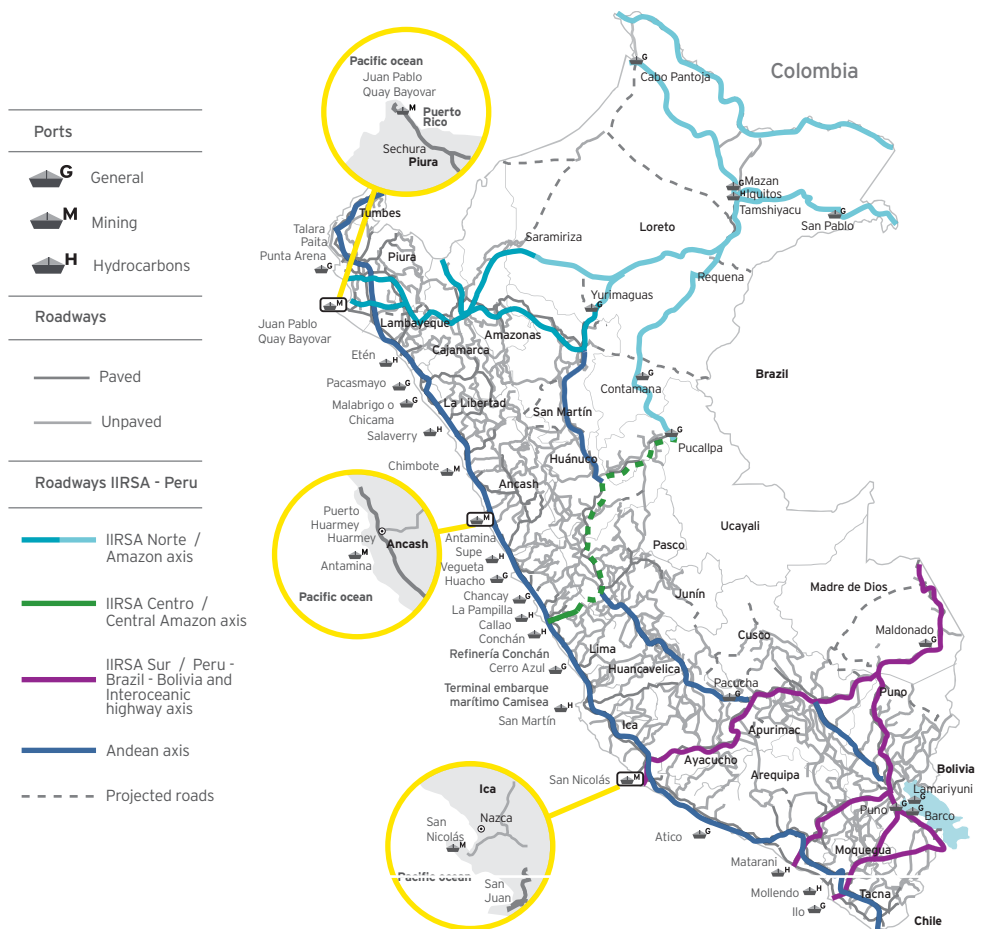 Ports
G
General
M
Mining
H
Hydrocarbons
Roadways
Paved
Unpaved
Roadways IIRSA - Peru
IIRSA Norte /
Amazon axis
IIRSA Centro /
Central Amazon axis
IIRSA Sur / Peru -
Brazil - Bolivia and
Interoceanic
highway axis
Andean axis
Projected roads
Pacific ocean
Juan Pablo
Quay Bayovar
M
Puerto
Rico
Sechura
Piura
Colombia
G
Cabo Pantoja
G
Mazan
H
Iquitos
Tamshiyacu
G
San Pablo
Loreto
Tumbes
Talara
Paita
Punta Arena
G
Piura
Saramiriza
Requena
Yurimaguas
G
M
Juan Pablo
Quay Bayovar
Lambayeque
Amazonas
Cajamarca
Etén
H
Pacasmayo
G
Malabrigo o
Chicama
G
Salaverry
H
La Libertad
San Martín
Contamana
G
Brazil
G
Pucallpa
Chimbote
M
Huánuco
Ancash
Ucayali
Pasco
Puerto
Huarmey
Huarmey
Ancash
M
Antamina
Pacific ocean
M
Antamina
Supe
H
Vegueta
Huacho
G
Chancay
G
La Pampilla
H
Callao
Conchán
H
Refinería Conchán
Cerro Azul
G
Terminal embarque
marítimo Camisea
H
San Martín
Junín
Lima
Huancavelica
Cusco
Madre de Dios
Maldonado
G
Pacucha
G
Puno
Apurimac
Ica
Ayacucho
Arequipa
San Nicolás
M
Bolivia
Lamariyuni
G
Puno
G
G
Barco
Ica
Nazca
San
Nicolás
M
Pacific ocean
San
Juan
Atico
G
Moquegua
Matarani
H
Mollendo
H
Ilo
G
Tacna
Chile